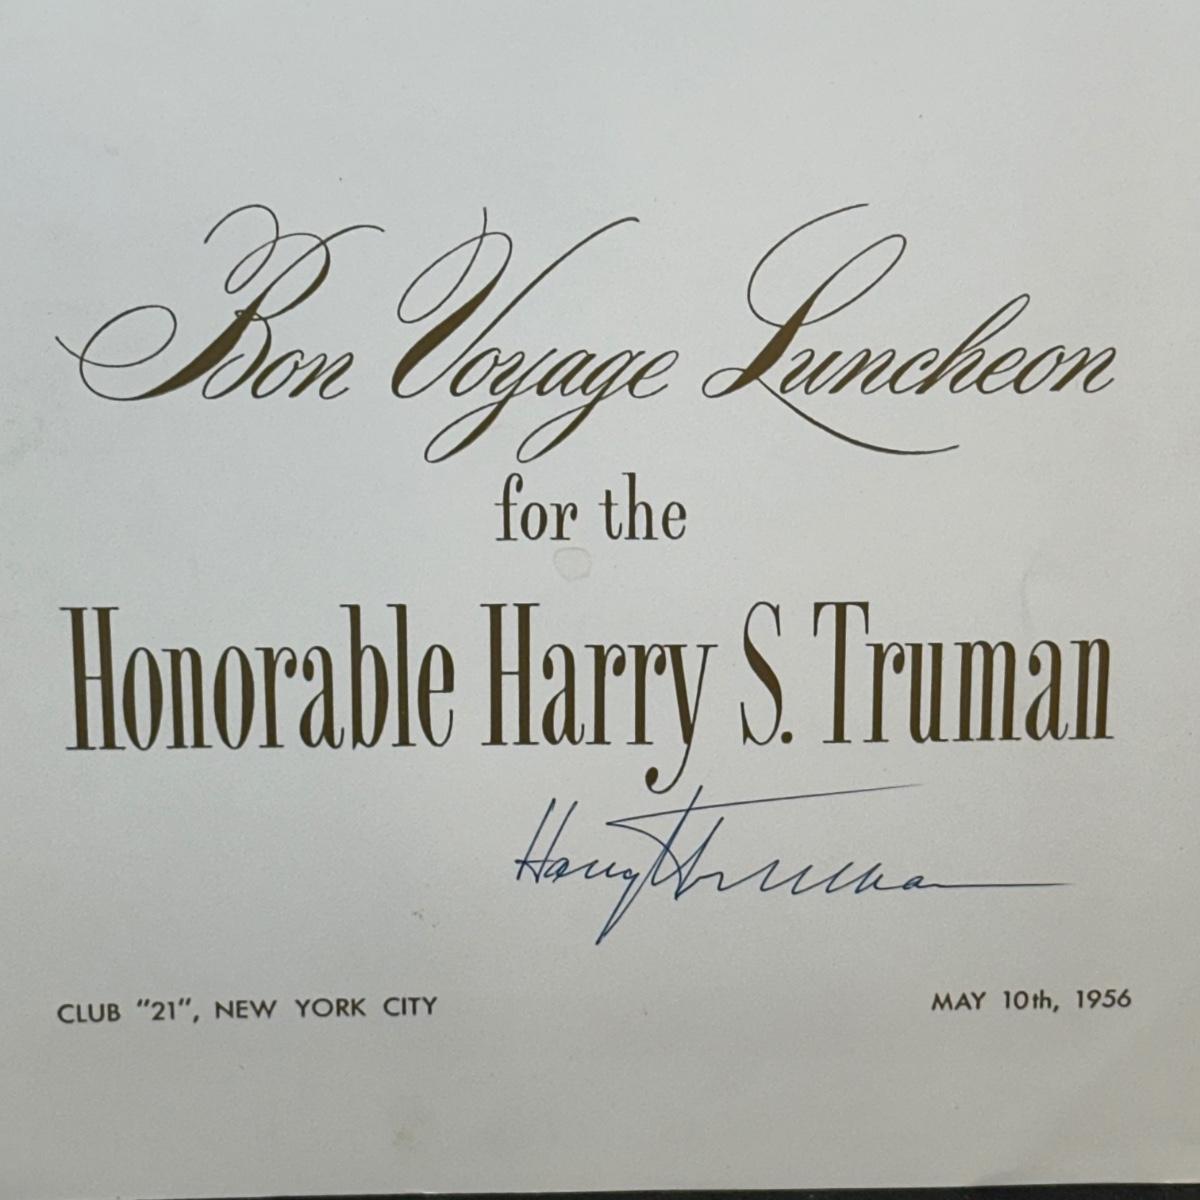 Bon Voyage Luncheon
for the
Honorable Harry S. Truman
Harry S Truman
CLUB "21", NEW YORK CITY
MAY 10th, 1956